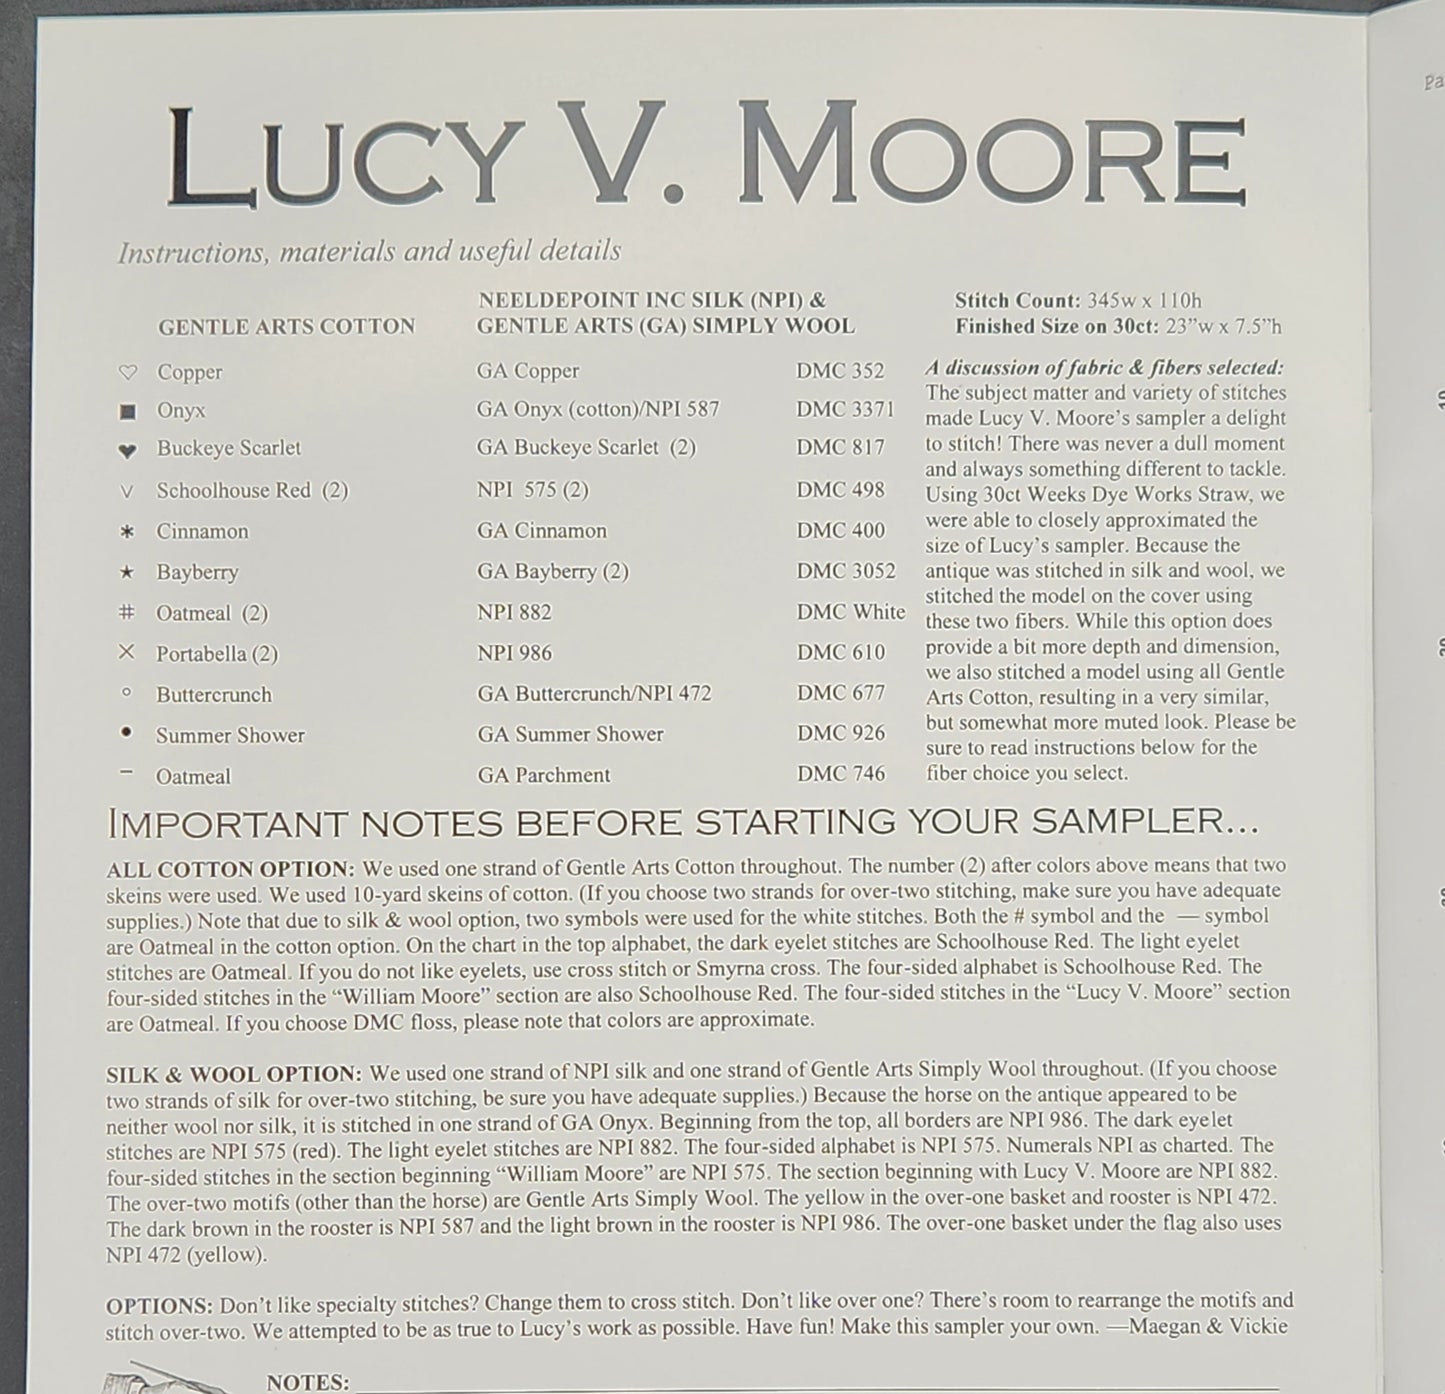 LUCY V. MOORE
Instructions, materials and useful details
GENTLE ARTS COTTON
NEELDEPOINT INC SILK (NPI) &
GENTLE ARTS (GA) SIMPLY WOOL
♡ Copper GA Copper DMC 352
■ Onyx GA Onyx (cotton)/NPI 587 DMC 3371
♥ Buckeye Scarlet GA Buckeye Scarlet (2) DMC 817
V Schoolhouse Red (2) NPI 575 (2) DMC 498
* Cinnamon GA Cinnamon DMC 400
★ Bayberry GA Bayberry (2) DMC 3052
# Oatmeal (2) NPI 882 DMC White
X Portabella (2) NPI 986 DMC 610
○ Buttercrunch GA Buttercrunch/NPI 472 DMC 677
● Summer Shower GA Summer Shower DMC 926
– Oatmeal GA Parchment DMC 746
Stitch Count: 345w x 110h
Finished Size on 30ct: 23”w x 7.5”h
A discussion of fabric & fibers selected:
The subject matter and variety of stitches
made Lucy V. Moore’s sampler a delight
to stitch! There was never a dull moment
and always something different to tackle.
Using 30ct Weeks Dye Works Straw, we
were able to closely approximated the
size of Lucy’s sampler. Because the
antique was stitched in silk and wool, we
stitched the model on the cover using
these two fibers. While this option does
provide a bit more depth and dimension,
we also stitched a model using all Gentle
Arts Cotton, resulting in a very similar,
but somewhat more muted look. Please be
sure to read instructions below for the
fiber choice you select.
IMPORTANT NOTES BEFORE STARTING YOUR SAMPLER...
ALL COTTON OPTION: We used one strand of Gentle Arts Cotton throughout. The number (2) after colors above means that two
skeins were used. We used 10-yard skeins of cotton. (If you choose two strands for over-two stitching, make sure you have adequate
supplies.) Note that due to silk & wool option, two symbols were used for the white stitches. Both the # symbol and the — symbol
are Oatmeal in the cotton option. On the chart in the top alphabet, the dark eyelet stitches are Schoolhouse Red. The light eyelet
stitches are Oatmeal. If you do not like eyelets, use cross stitch or Smyrna cross. The four-sided alphabet is Schoolhouse Red. The
four-sided stitches in the “William Moore” section are also Schoolhouse Red. The four-sided stitches in the “Lucy V. Moore” section
are Oatmeal. If you choose DMC floss, please note that colors are approximate.
SILK & WOOL OPTION: We used one strand of NPI silk and one strand of Gentle Arts Simply Wool throughout. (If you choose
two strands of silk for over-two stitching, be sure you have adequate supplies.) Because the horse on the antique appeared to be
neither wool nor silk, it is stitched in one strand of GA Onyx. Beginning from the top, all borders are NPI 986. The dark eyelet
stitches are NPI 575 (red). The light eyelet stitches are NPI 882. The four-sided alphabet is NPI 575. Numerals NPI as charted. The
four-sided stitches in the section beginning “William Moore” are NPI 575. The section beginning with Lucy V. Moore are NPI 882.
The over-two motifs (other than the horse) are Gentle Arts Simply Wool. The yellow in the over-one basket and rooster is NPI 472.
The dark brown in the rooster is NPI 587 and the light brown in the rooster is NPI 986. The over-one basket under the flag also uses
NPI 472 (yellow).
OPTIONS: Don’t like specialty stitches? Change them to cross stitch. Don’t like over one? There’s room to rearrange the motifs and
stitch over-two. We attempted to be as true to Lucy’s work as possible. Have fun! Make this sampler your own. —Maegan & Vickie
NOTES: